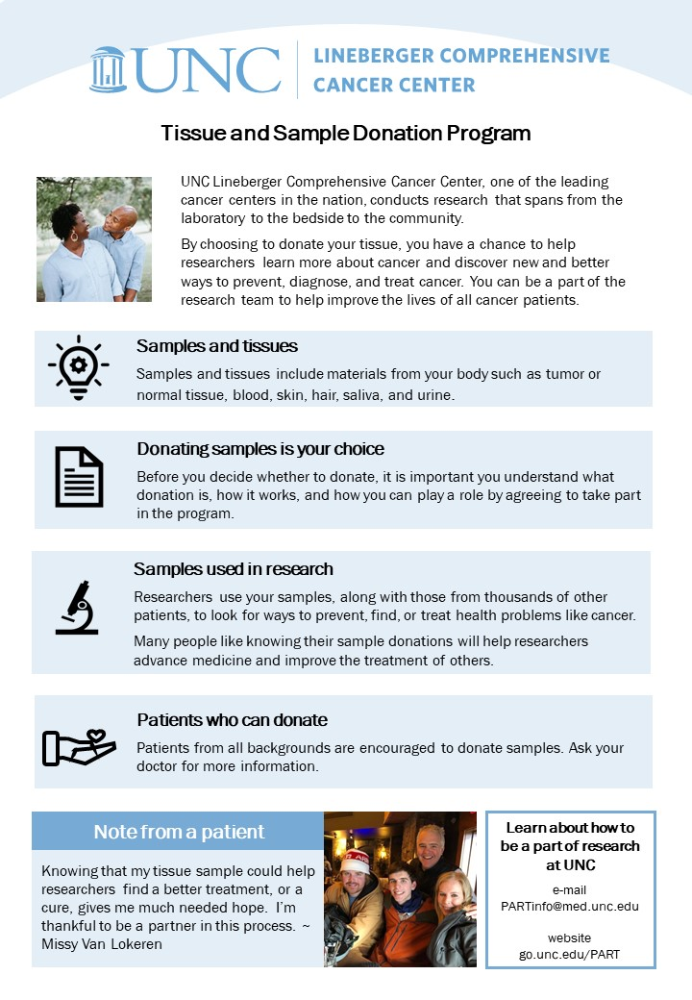 UNC
LINEBERGER COMPREHENSIVE
CANCER CENTER
Tissue and Sample Donation Program
UNC Lineberger Comprehensive Cancer Center, one of the leading
cancer centers in the nation, conducts research that spans from the
laboratory to the bedside to the community.
By choosing to donate your tissue, you have a chance to help
researchers learn more about cancer and discover new and better
ways to prevent, diagnose, and treat cancer. You can be a part of the
research team to help improve the lives of all cancer patients.
Samples and tissues
Samples and tissues include materials from your body such as tumor or
normal tissue, blood, skin, hair, saliva, and urine.
Donating samples is your choice
Before you decide whether to donate, it is important you understand what
donation is, how it works, and how you can play a role by agreeing to take part
in the program.
Samples used in research
Researchers use your samples, along with those from thousands of other
patients, to look for ways to prevent, find, or treat health problems like cancer.
Many people like knowing their sample donations will help researchers
advance medicine and improve the treatment of others.
Patients who can donate
Patients from all backgrounds are encouraged to donate samples. Ask your
doctor for more information.
Note from a patient
Knowing that my tissue sample could help
researchers find a better treatment, or a
cure, gives me much needed hope. I'm
thankful to be a partner in this process. ~
Missy Van Lokeren
Learn about how to
be a part of research
at UNC
e-mail
PARTinfo@med.unc.edu
website
go.unc.edu/PART